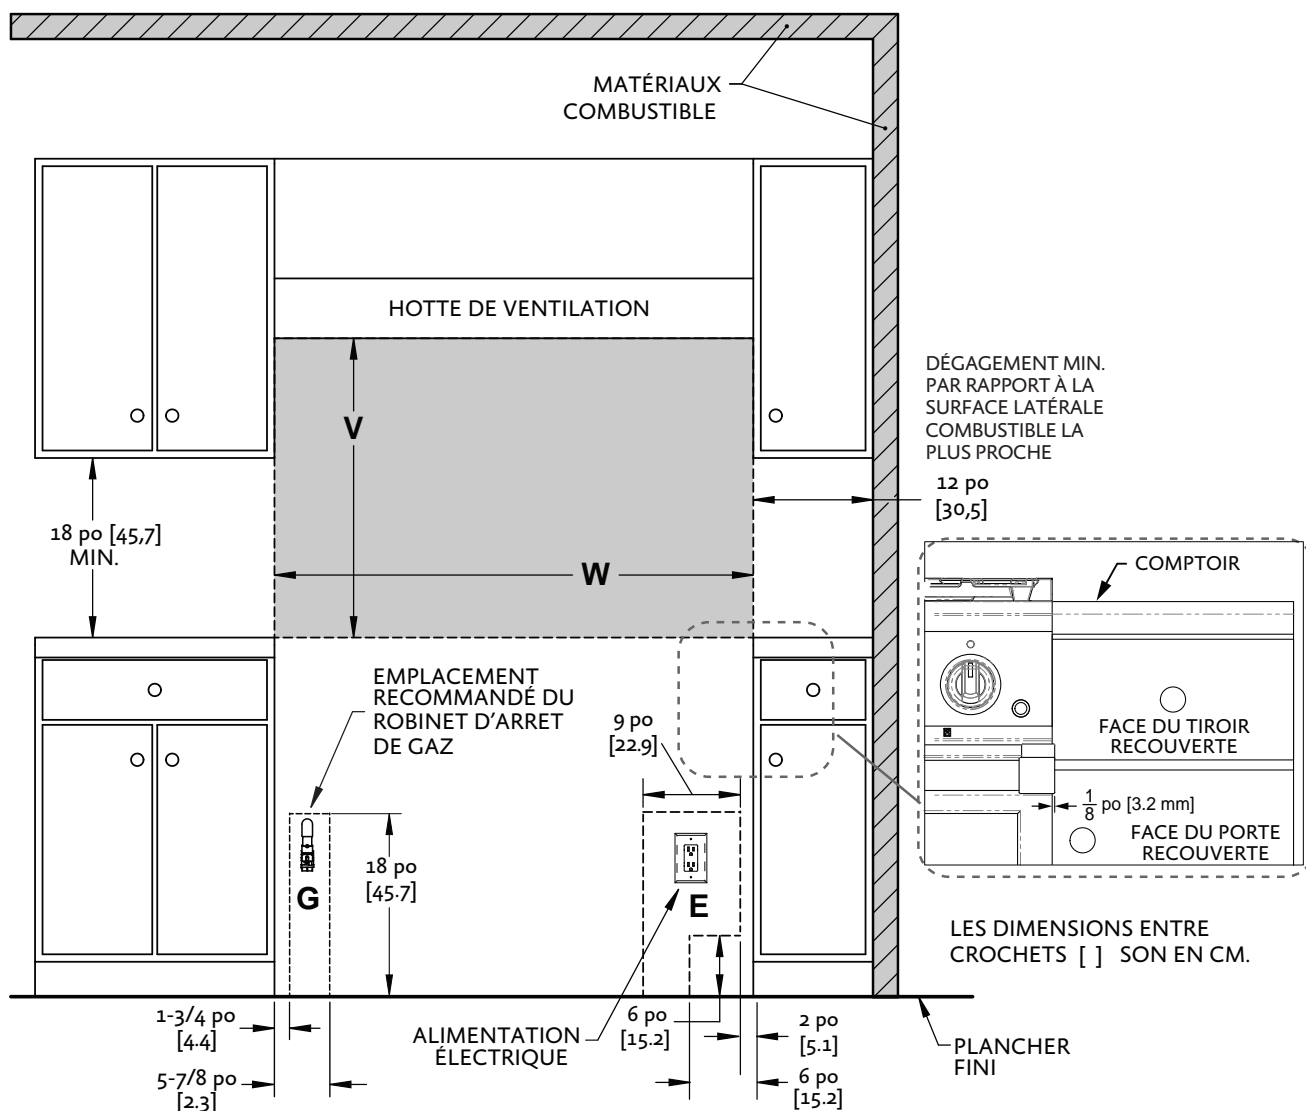 MATÉRIAUX
COMBUSTIBLE
HOTTE DE VENTILATION
V
W
DÉGAGEMENT MIN.
PAR RAPPORT À LA
SURFACE LATÉRALE
COMBUSTIBLE LA
PLUS PROCHE
12 po
[30,5]
18 po [45,7]
MIN.
COMPTOIR
FACE DU TIROIR
RECOUVERTE
1/8 po [3.2 mm]
FACE DU PORTE
RECOUVERTE
EMPLACEMENT
RECOMMANDÉ DU
ROBINET D'ARRET
DE GAZ
9 po
[22.9]
18 po
[45.7]
G
E
LES DIMENSIONS ENTRE
CROCHETS [ ] SON EN CM.
1-3/4 po
[4.4]
5-7/8 po
[2.3]
ALIMENTATION
ÉLECTRIQUE
6 po
[15.2]
2 po
[5.1]
6 po
[15.2]
PLANCHER
FINI